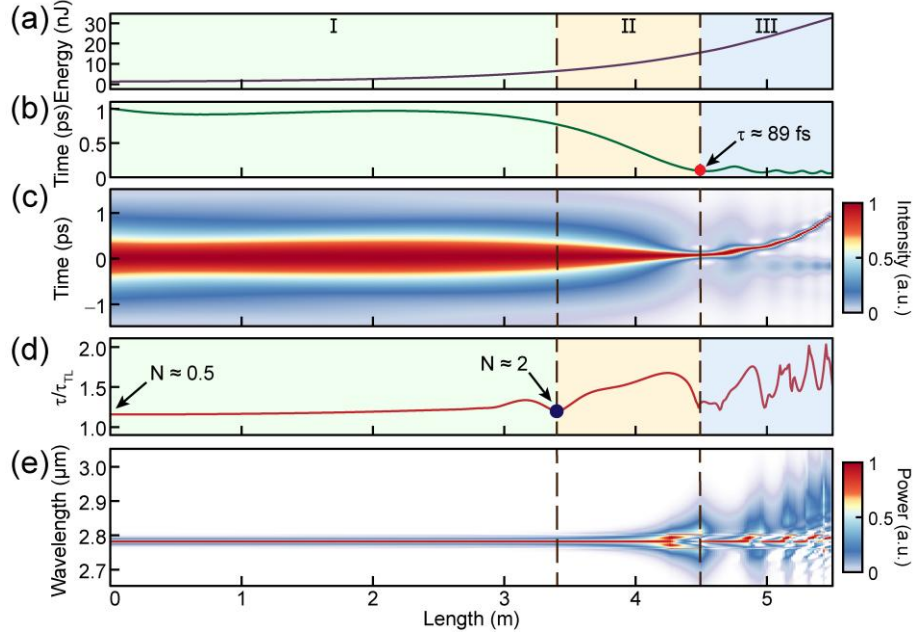 (a)
Energy (nJ)
30
20
10
0
I
II
III
(b)
Time (ps)
1
0.5
0
τ ≈ 89 fs
(c)
Time (ps)
1
0
−1
Intensity (a.u.)
1
0.5
0
(d)
τ/τTL
2.0
1.5
1.0
N ≈ 0.5
N ≈ 2
(e)
Wavelength (μm)
3.0
2.9
2.8
2.7
Power (a.u.)
1
0.5
0
0 1 2 3 4 5
Length (m)